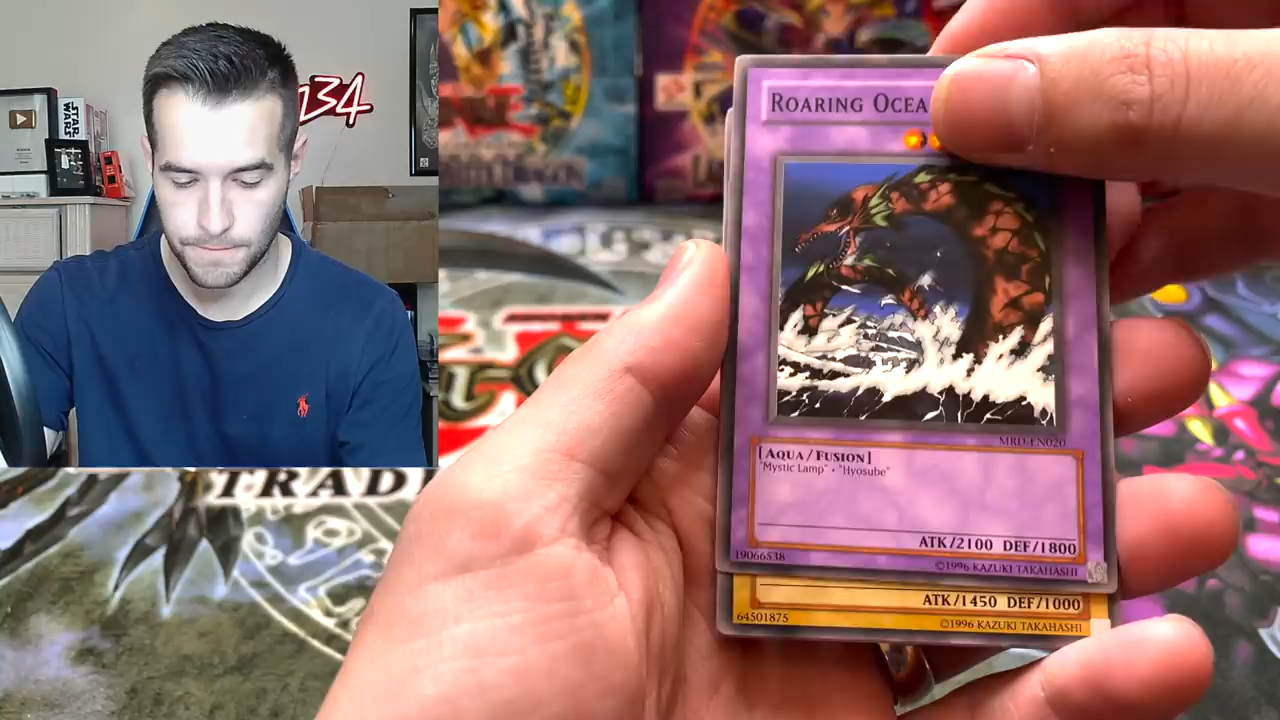 234
STAR
WARS
ROARING OCEA
MRD-EN020
[AQUA/FUSION]
"Mystic Lamp" • "Hyosube"
ATK/2100 DEF/1800
19066538
©1996 KAZUKI TAKAHASHI
ATK/1450 DEF/1000
64501875
©1996 KAZUKI TAKAHASHI
TRAD